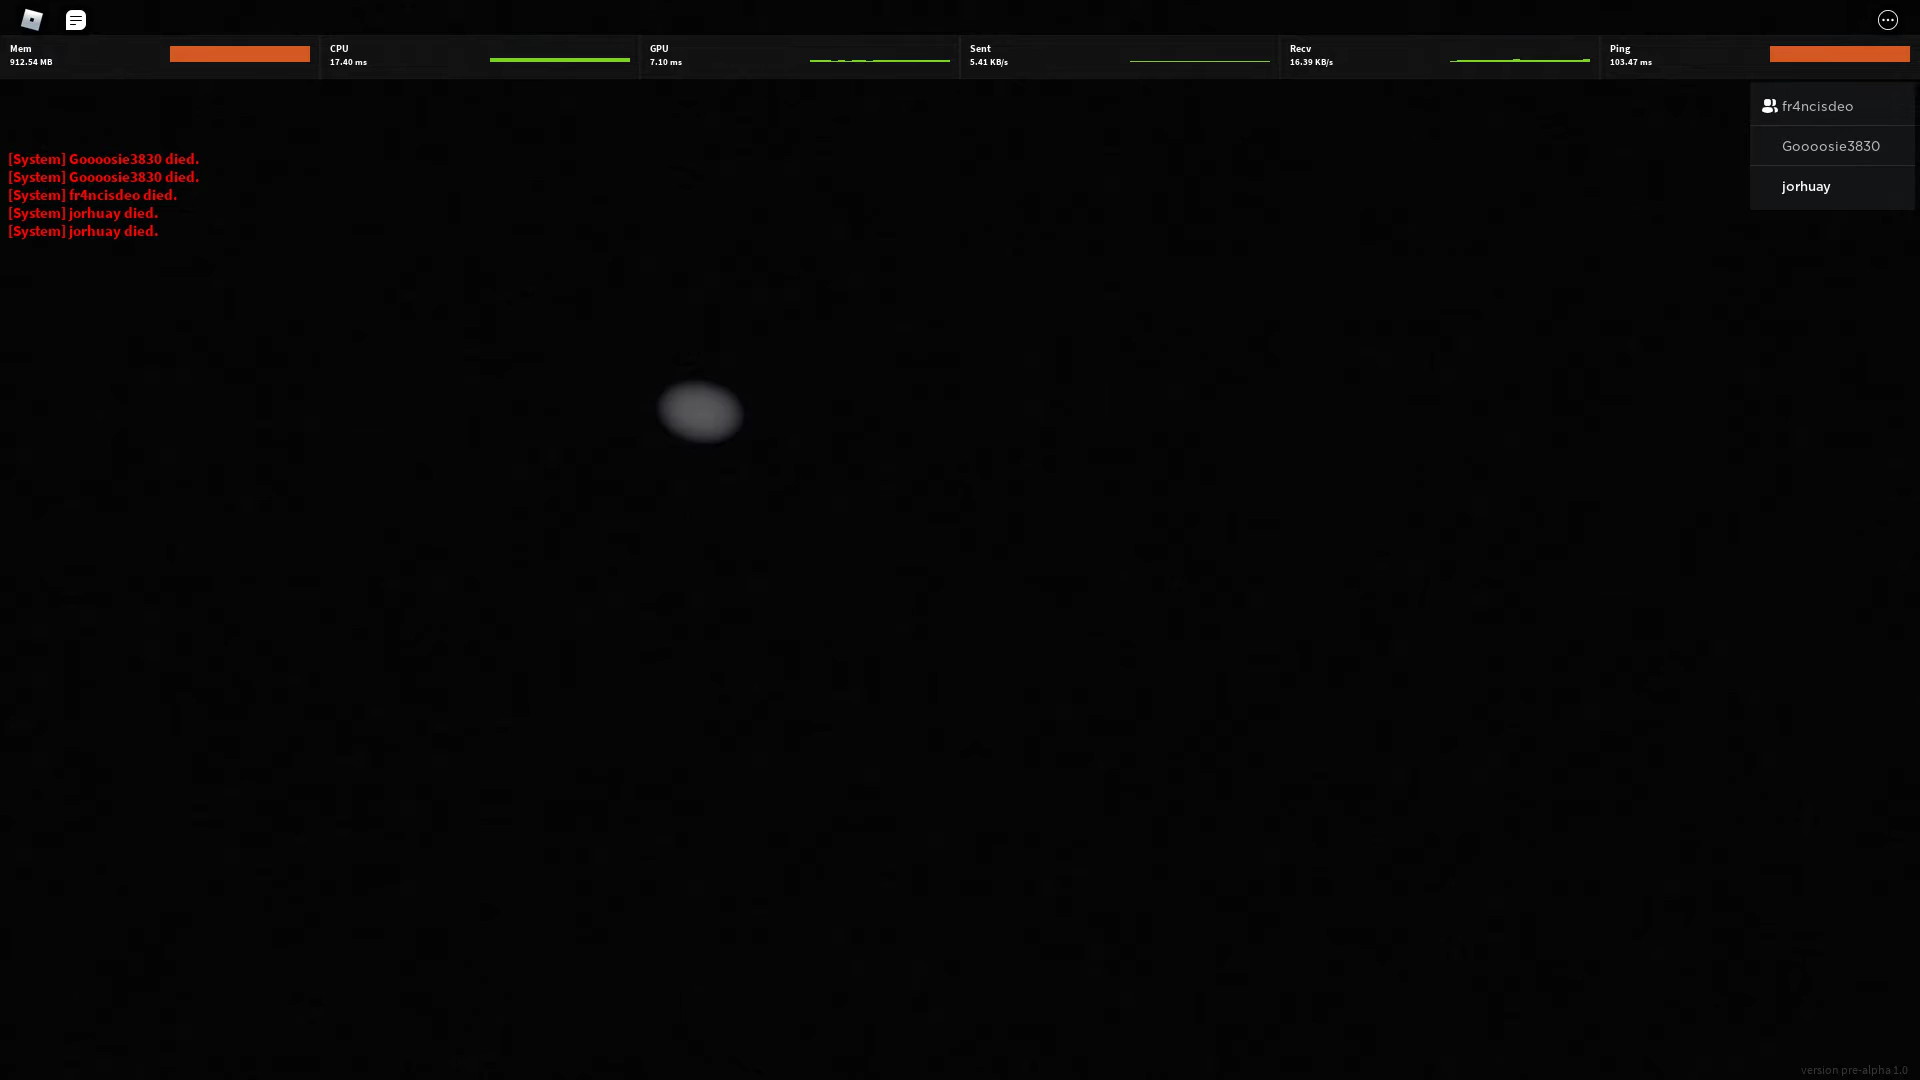 Mem
912.54 MB
CPU
17.40 ms
GPU
7.10 ms
Sent
5.41 KB/s
Recv
16.39 KB/s
Ping
103.47 ms
fr4ncisdeo
Goooosie3830
jorhuay
[System] Goooosie3830 died.
[System] Goooosie3830 died.
[System] fr4ncisdeo died.
[System] jorhuay died.
[System] jorhuay died.
version pre-alpha 1.0